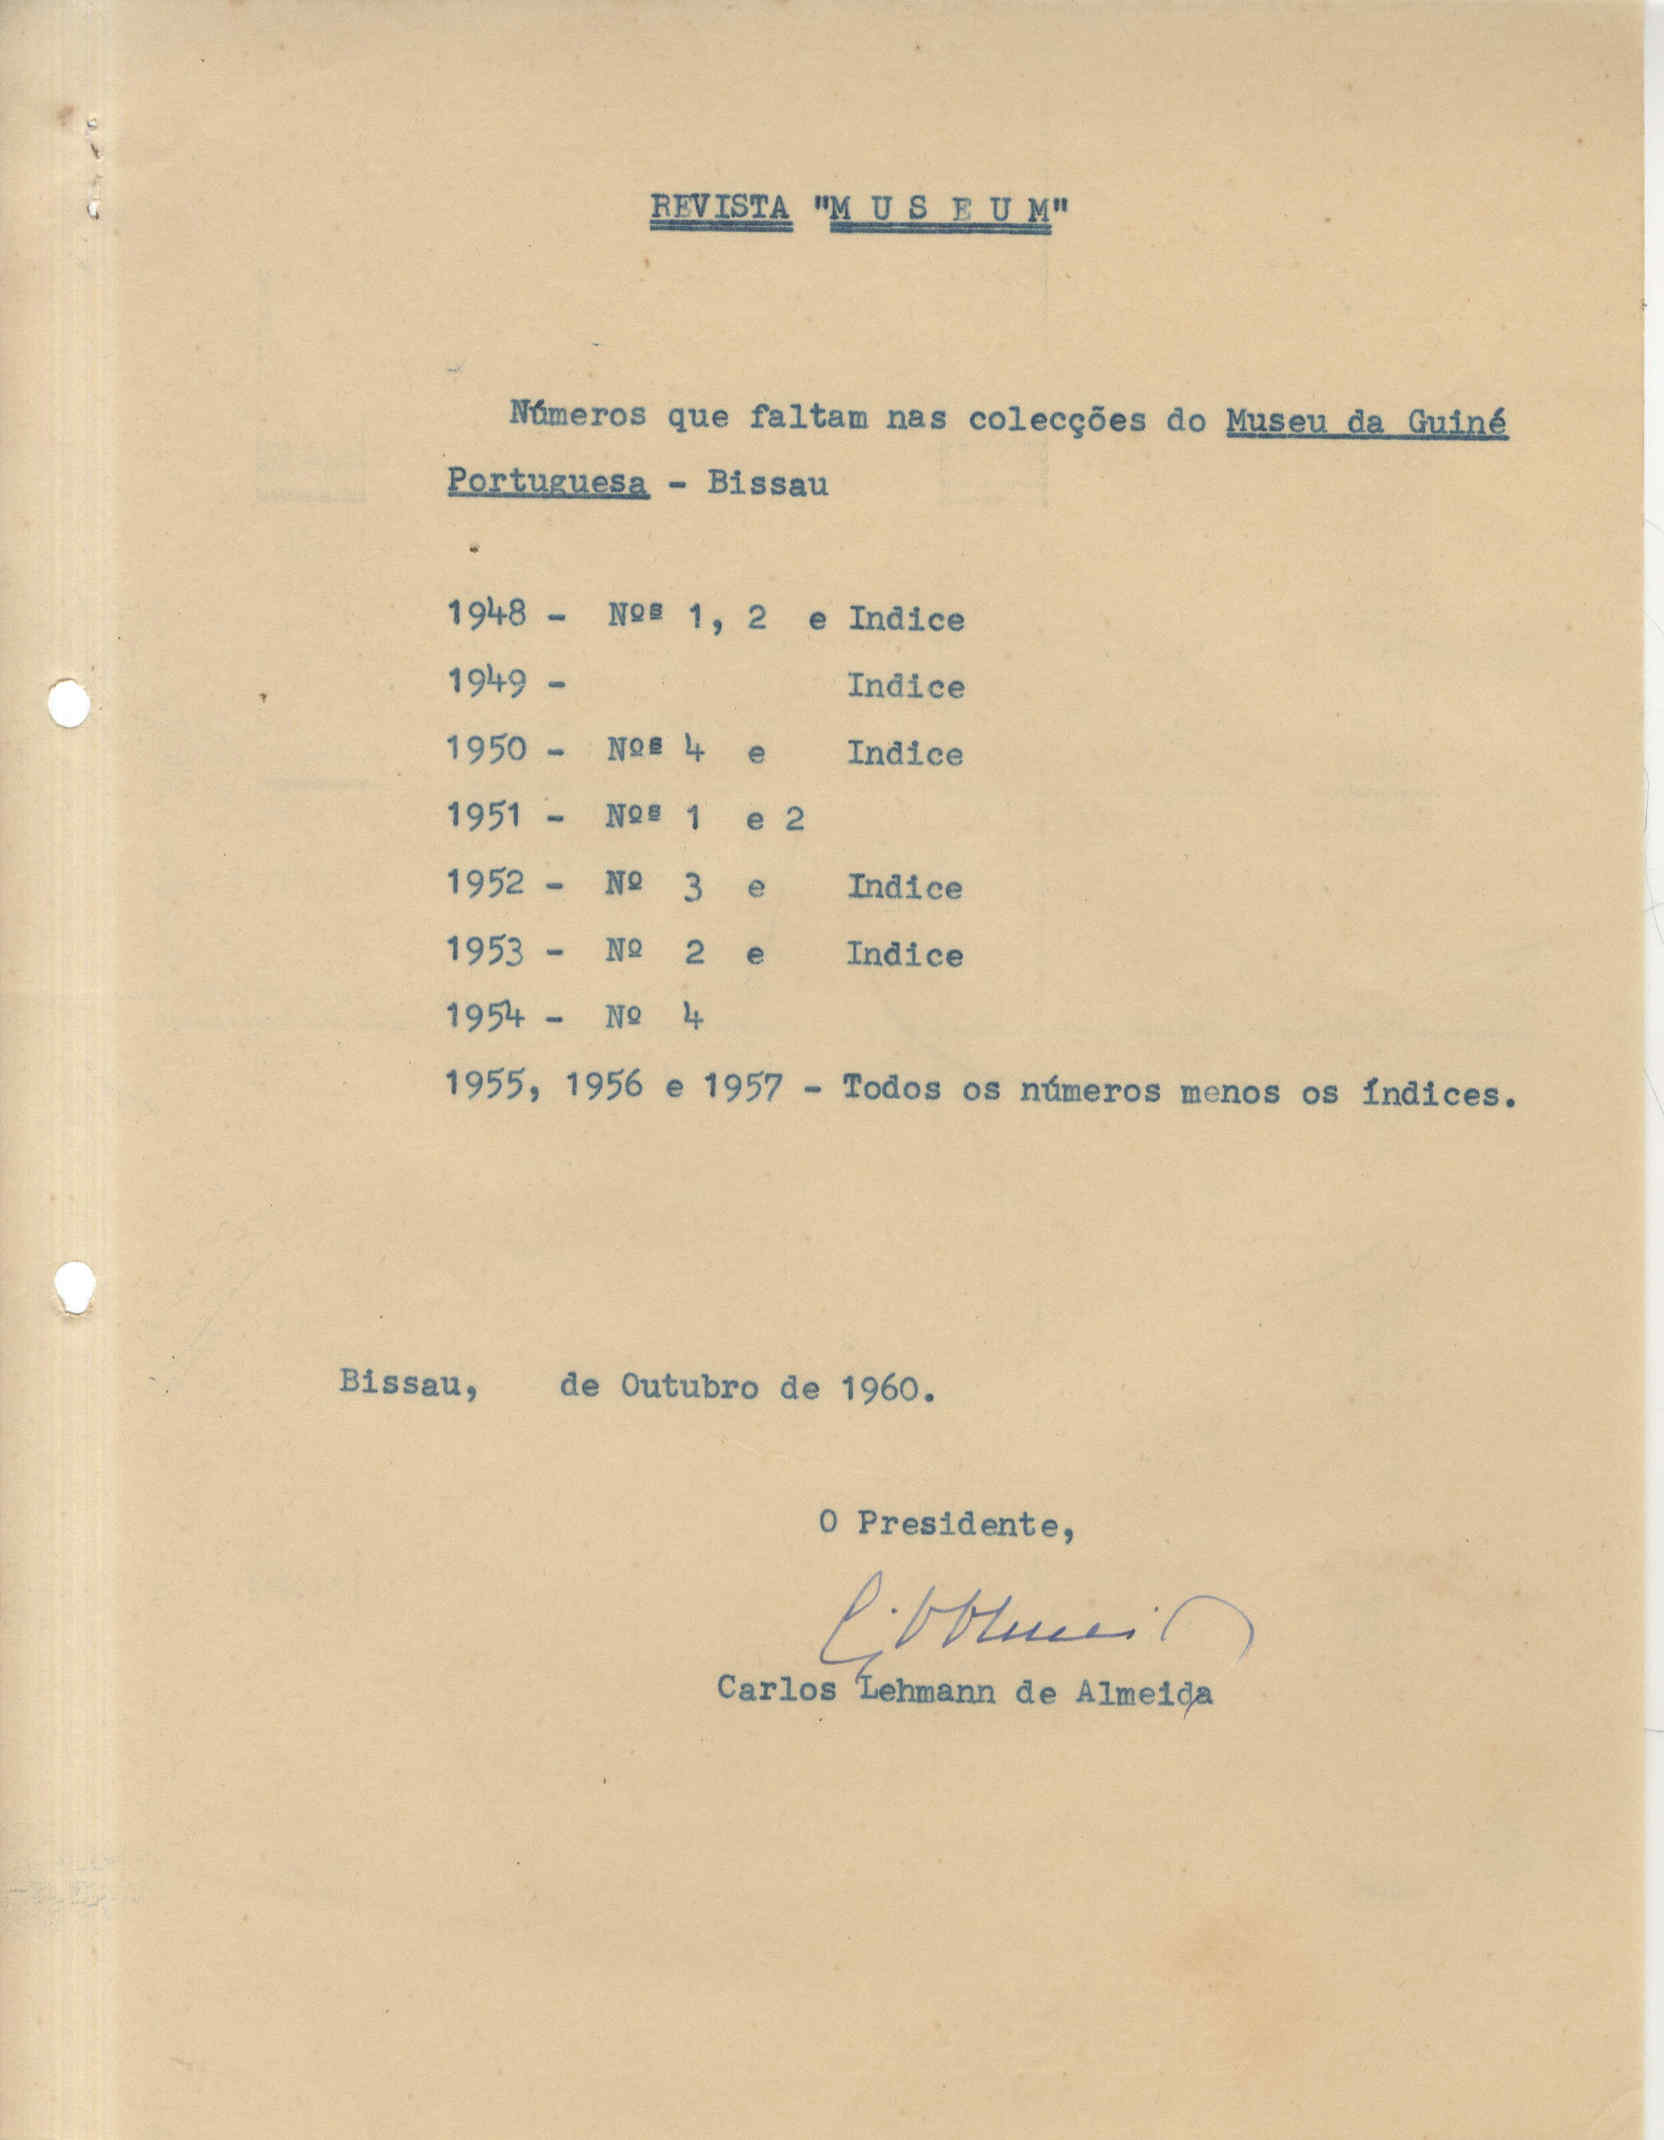 REVISTA "M U S E U M"
Números que faltam nas colecções do Museu da Guiné
Portuguesa - Bissau
1948 - Nºs 1, 2 e Indice
1949 - Indice
1950 - Nºs 4 e Indice
1951 - Nºs 1 e 2
1952 - Nº 3 e Indice
1953 - Nº 2 e Indice
1954 - Nº 4
1955, 1956 e 1957 - Todos os números menos os índices.
Bissau, de Outubro de 1960.
O Presidente,
Carlos Lehmann de Almeida